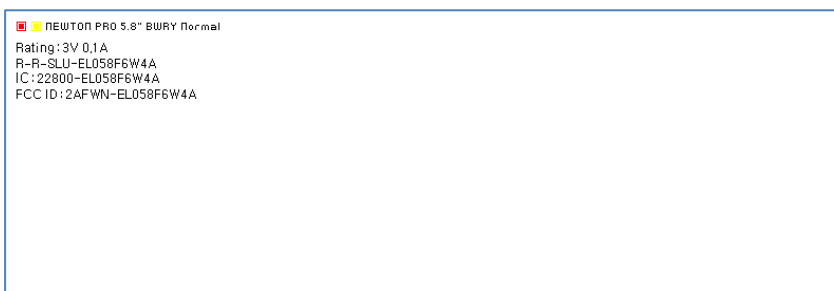 NEWTON PRO 5.8" BWRY Normal
Rating:3V 0.1A
R-R-SLU-EL058F6W4A
IC:22800-EL058F6W4A
FCC ID:2AFWN-EL058F6W4A